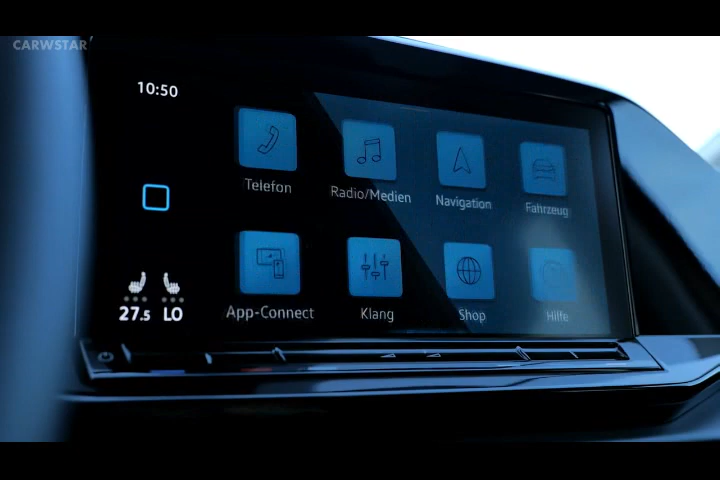 CARWSTAR
10:50
Telefon
Radio/Medien
Navigation
Fahrzeug
App-Connect
Klang
Shop
Hilfe
27.5 LO